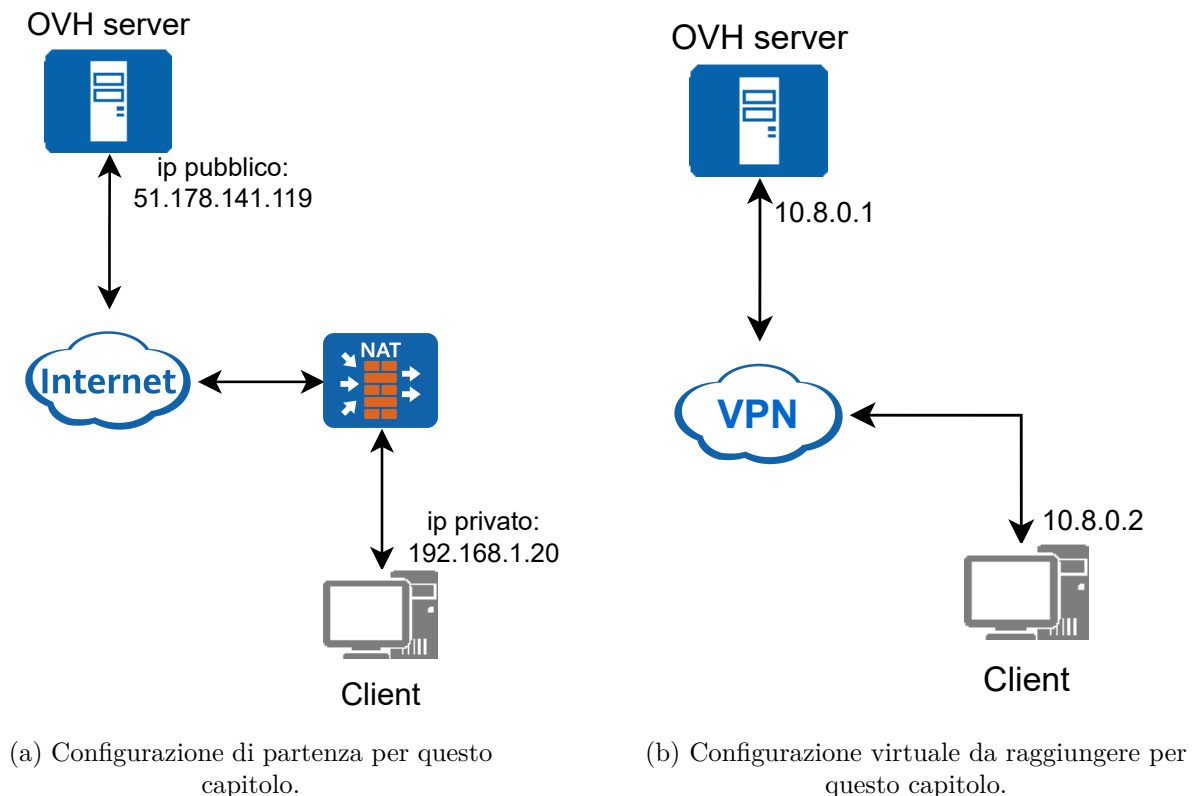 OVH server
ip pubblico:
51.178.141.119
Internet
NAT
ip privato:
192.168.1.20
Client
(a) Configurazione di partenza per questo
capitolo.
OVH server
10.8.0.1
VPN
10.8.0.2
Client
(b) Configurazione virtuale da raggiungere per
questo capitolo.